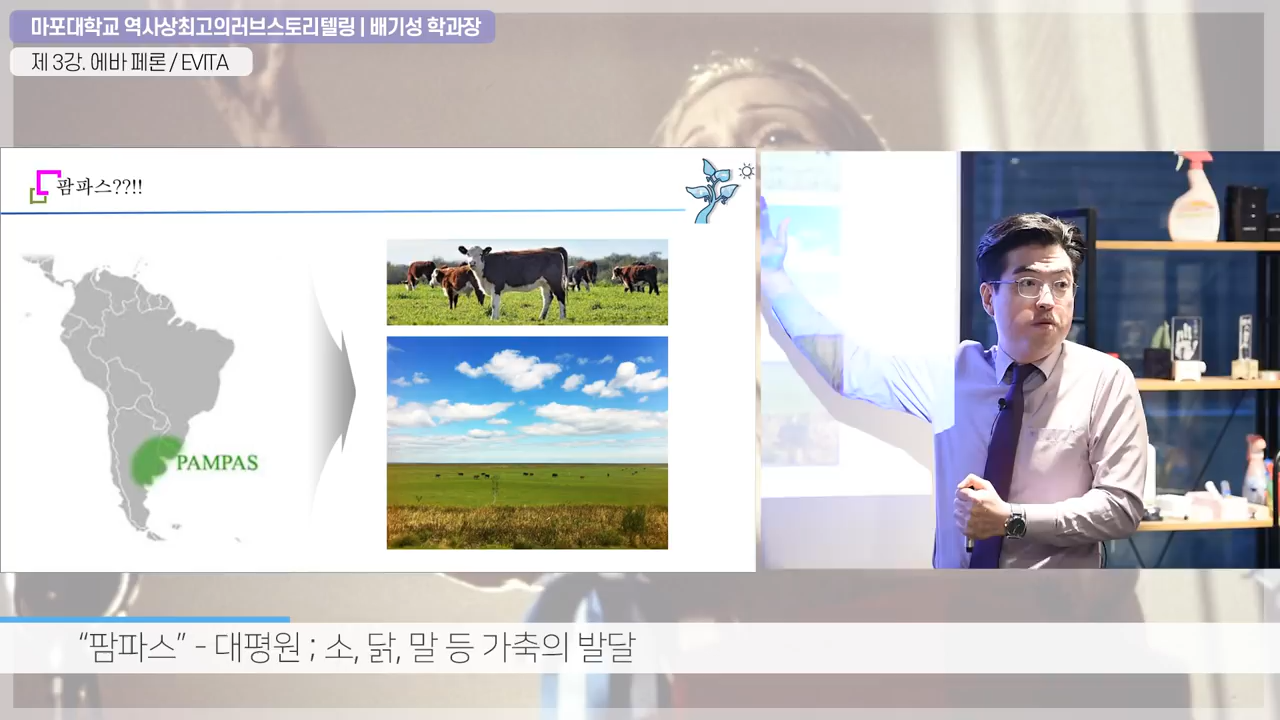 마포대학교 역사상최고의러브스토리텔링 | 배기성 학과장
제 3강. 에바 페론 / EVITA
팜파스??!!
PAMPAS
“팜파스” - 대평원 ; 소, 닭, 말 등 가축의 발달